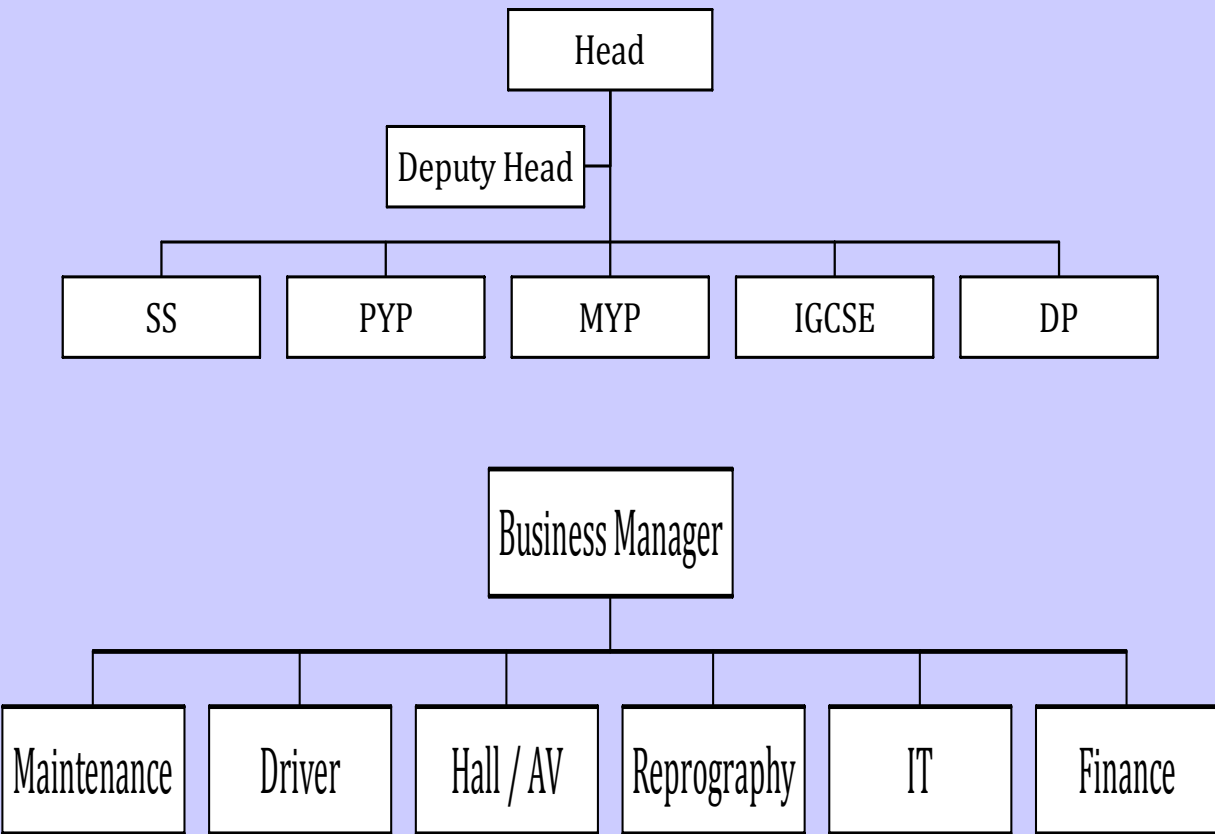 Head
Deputy Head
SS
PYP
MYP
IGCSE
DP
Business Manager
Maintenance
Driver
Hall / AV
Reprography
IT
Finance